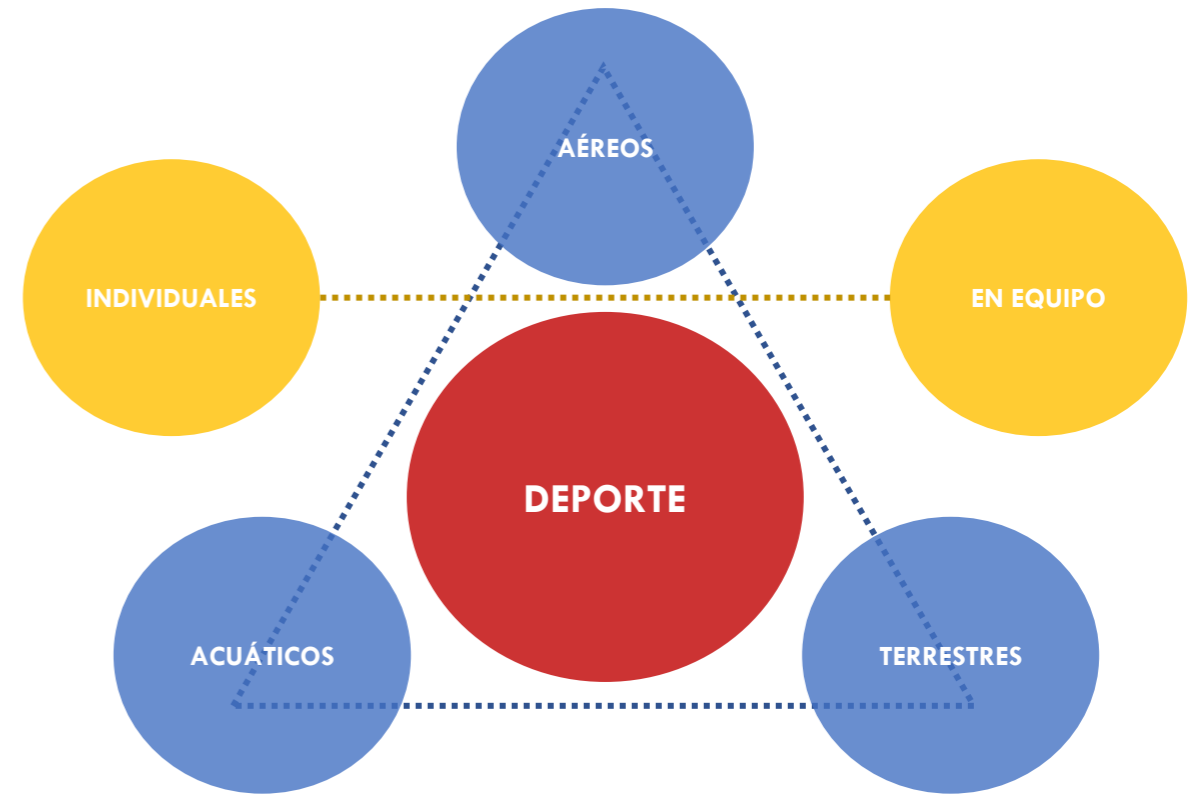 AÉREOS
INDIVIDUALES
EN EQUIPO
DEPORTE
ACUÁTICOS
TERRESTRES